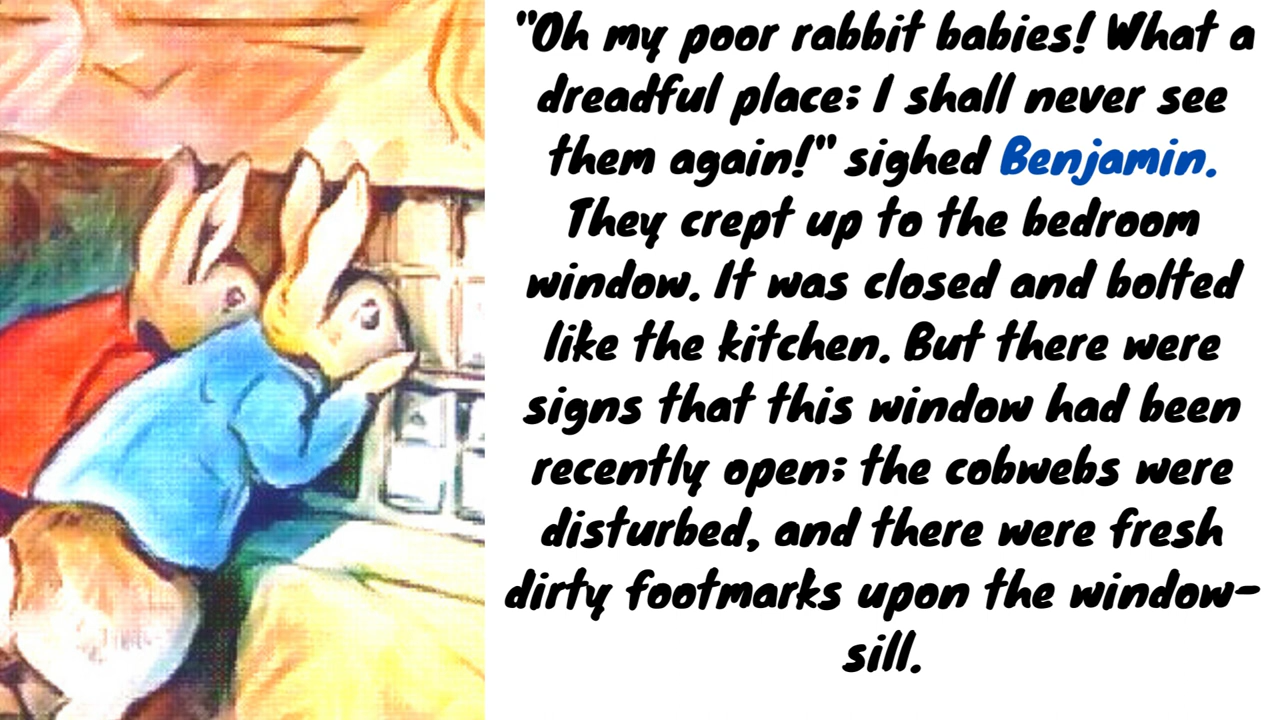 "Oh my poor rabbit babies! What a
dreadful place; I shall never see
them again!" sighed Benjamin.
They crept up to the bedroom
window. It was closed and bolted
like the kitchen. But there were
signs that this window had been
recently open; the cobwebs were
disturbed, and there were fresh
dirty footmarks upon the window-
sill.